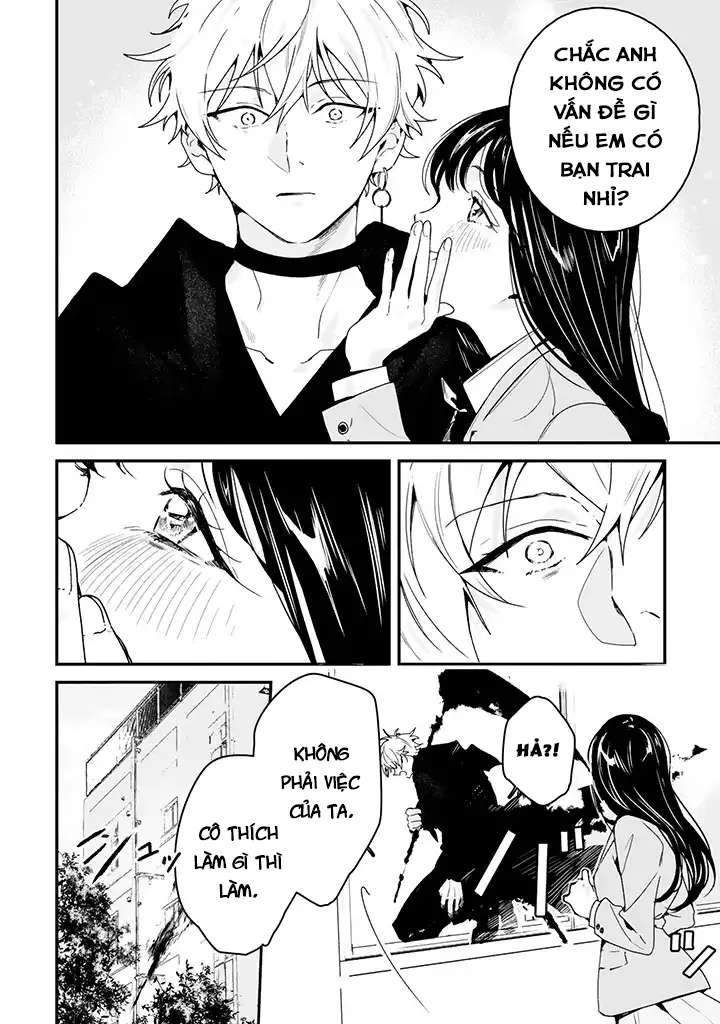 CHẮC ANH
KHÔNG CÓ
VẤN ĐỀ GÌ
NẾU EM CÓ
BẠN TRAI
NHỈ?
HẢ?!
KHÔNG
PHẢI VIỆC
CỦA TA.
CÔ THÍCH
LÀM GÌ THÌ
LÀM.